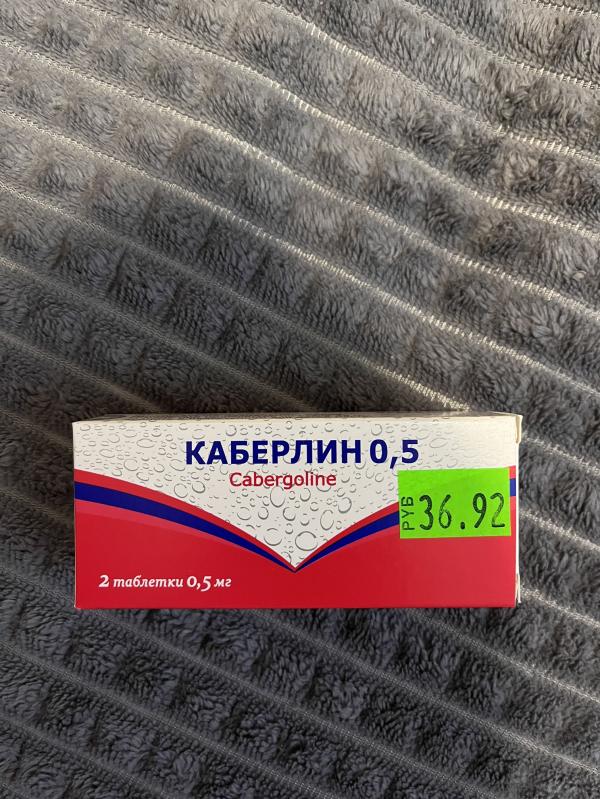 КАБЕРЛИН 0,5
Cabergoline
РУБ 36.92
2 таблетки 0,5 мг